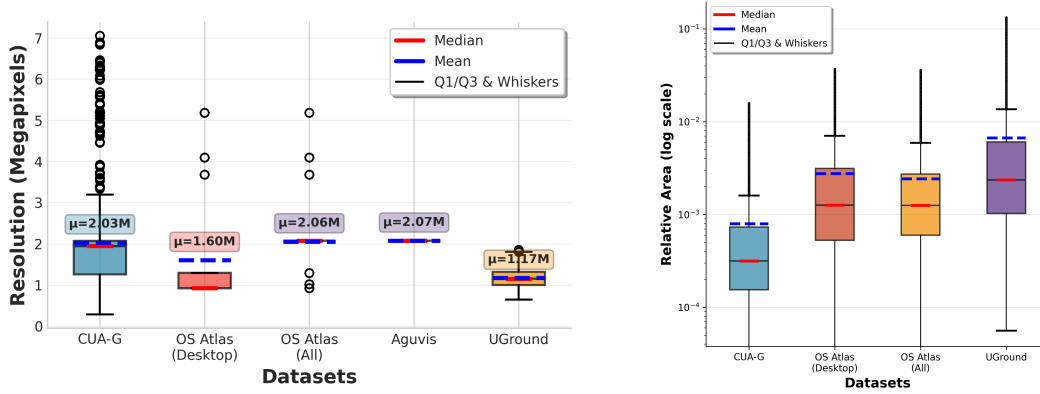 Resolution (Megapixels)
7
6
5
4
3
2
1
0
Median
Mean
Q1/Q3 & Whiskers
μ=2.03M
μ=1.60M
μ=2.06M
μ=2.07M
μ=1.17M
CUA-G
OS Atlas
(Desktop)
OS Atlas
(All)
Aguvis
UGround
Datasets
Relative Area (log scale)
10⁻¹
10⁻²
10⁻³
10⁻⁴
Median
Mean
Q1/Q3 & Whiskers
CUA-G
OS Atlas
(Desktop)
OS Atlas
(All)
UGround
Datasets